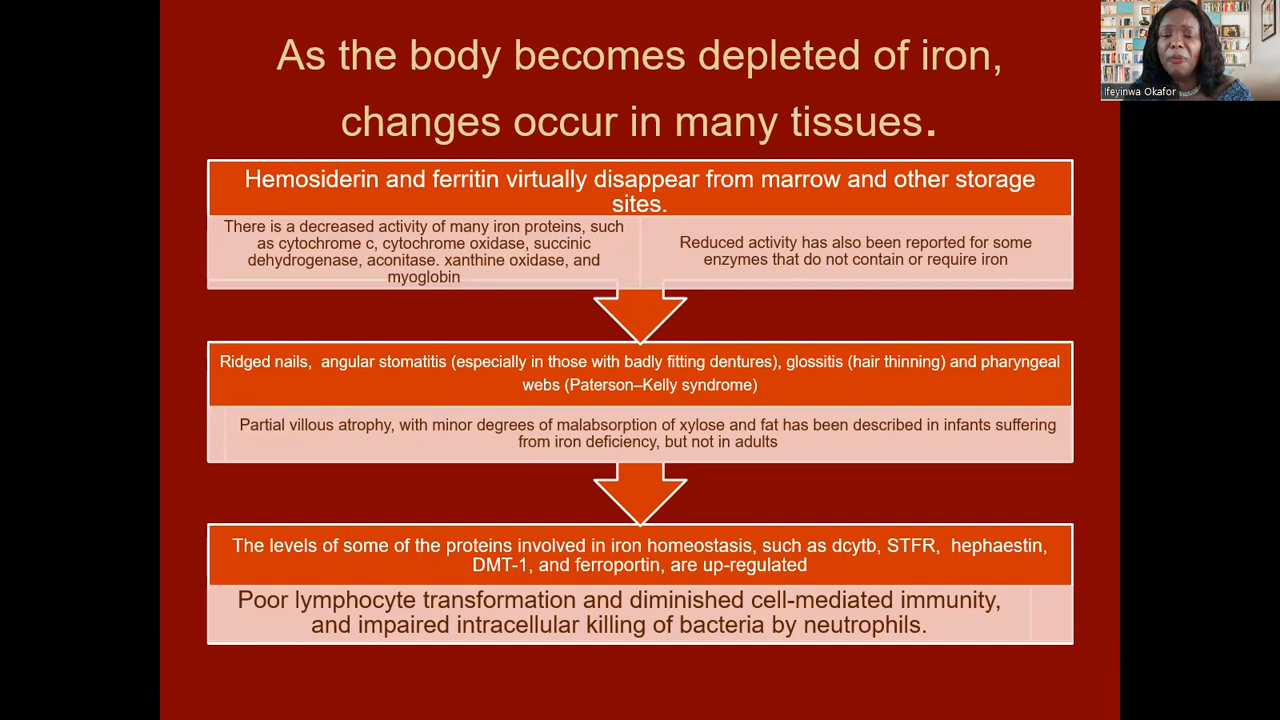 As the body becomes depleted of iron,
changes occur in many tissues.
Ifeyinwa Okafor
Hemosiderin and ferritin virtually disappear from marrow and other storage
sites.
There is a decreased activity of many iron proteins, such
as cytochrome c, cytochrome oxidase, succinic
dehydrogenase, aconitase. xanthine oxidase, and
myoglobin
Reduced activity has also been reported for some
enzymes that do not contain or require iron
Ridged nails,  angular stomatitis (especially in those with badly fitting dentures), glossitis (hair thinning) and pharyngeal
webs (Paterson–Kelly syndrome)
Partial villous atrophy, with minor degrees of malabsorption of xylose and fat has been described in infants suffering
from iron deficiency, but not in adults
The levels of some of the proteins involved in iron homeostasis, such as dcytb, STFR,  hephaestin,
DMT-1, and ferroportin, are up-regulated
Poor lymphocyte transformation and diminished cell-mediated immunity,
and impaired intracellular killing of bacteria by neutrophils.